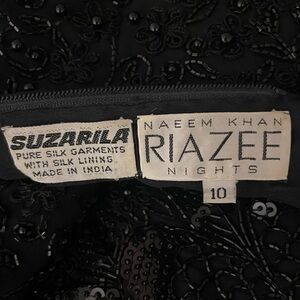 SUZARILA
PURE SILK GARMENTS
WITH SILK LINING
MADE IN INDIA
NAEEM KHAN
RIAZEE
NIGHTS
10